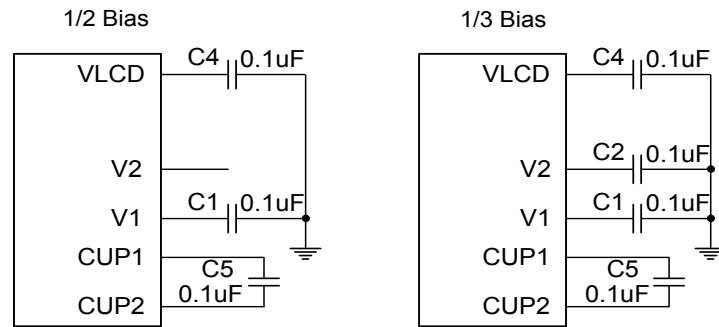 1/2 Bias
VLCD
C4
0.1uF
V2
V1
C1
0.1uF
CUP1
C5
0.1uF
CUP2
1/3 Bias
VLCD
C4
0.1uF
V2
C2
0.1uF
V1
C1
0.1uF
CUP1
C5
0.1uF
CUP2